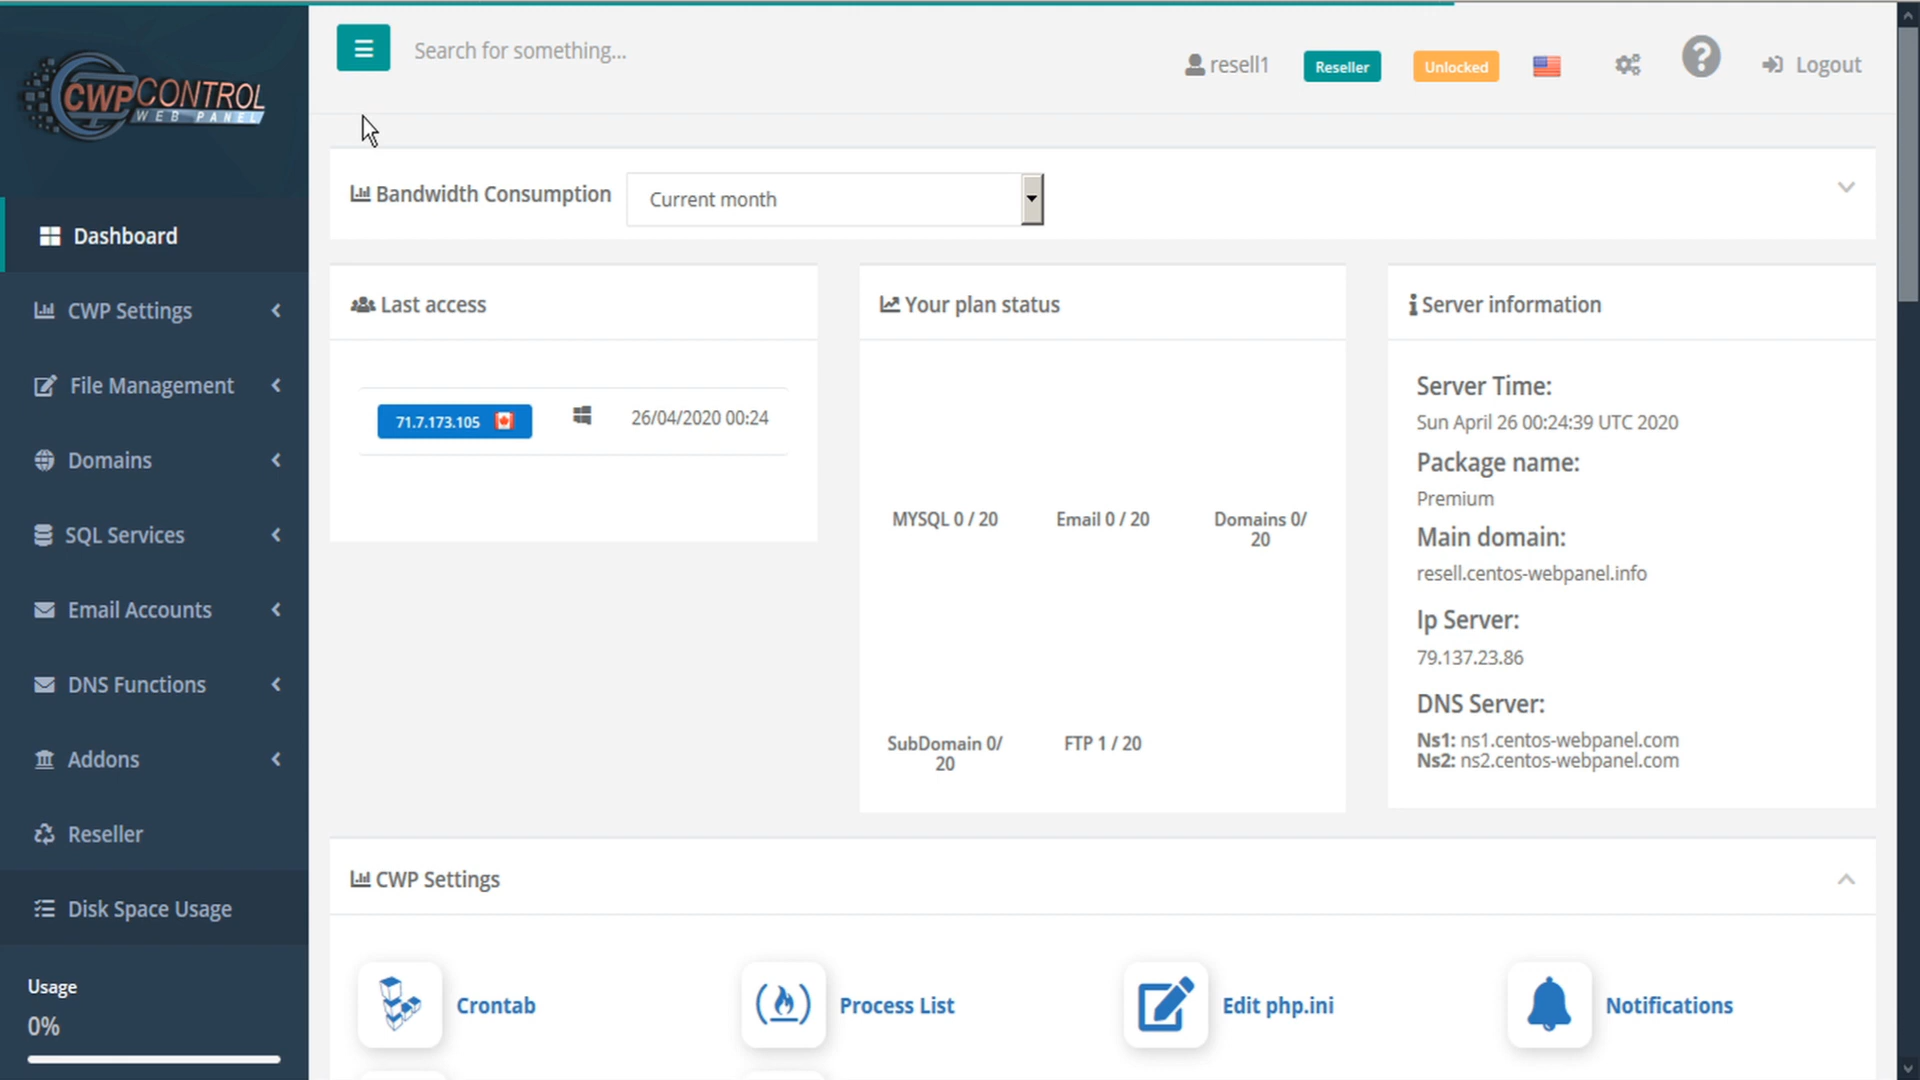 CWP CONTROL
WEB PANEL
Search for something...
resell1
Reseller
Unlocked
Logout
Dashboard
CWP Settings
File Management
Domains
SQL Services
Email Accounts
DNS Functions
Addons
Reseller
Disk Space Usage
Usage
0%
Bandwidth Consumption
Current month
Last access
71.7.173.105
26/04/2020 00:24
Your plan status
MYSQL 0 / 20
Email 0 / 20
Domains 0/
20
SubDomain 0/
20
FTP 1 / 20
Server information
Server Time:
Sun April 26 00:24:39 UTC 2020
Package name:
Premium
Main domain:
resell.centos-webpanel.info
Ip Server:
79.137.23.86
DNS Server:
Ns1: ns1.centos-webpanel.com
Ns2: ns2.centos-webpanel.com
CWP Settings
Crontab
Process List
Edit php.ini
Notifications